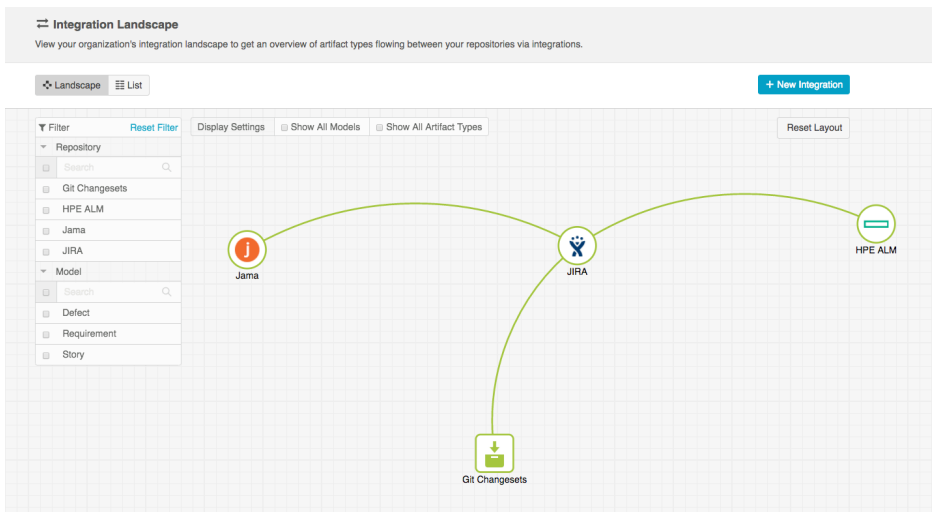 Integration Landscape
View your organization's integration landscape to get an overview of artifact types flowing between your repositories via integrations.
Landscape List
+ New Integration
Filter Reset Filter
Display Settings Show All Models Show All Artifact Types
Reset Layout
Repository
Search
Git Changesets
HPE ALM
Jama
JIRA
Model
Search
Defect
Requirement
Story
j
Jama
JIRA
HPE ALM
Git Changesets